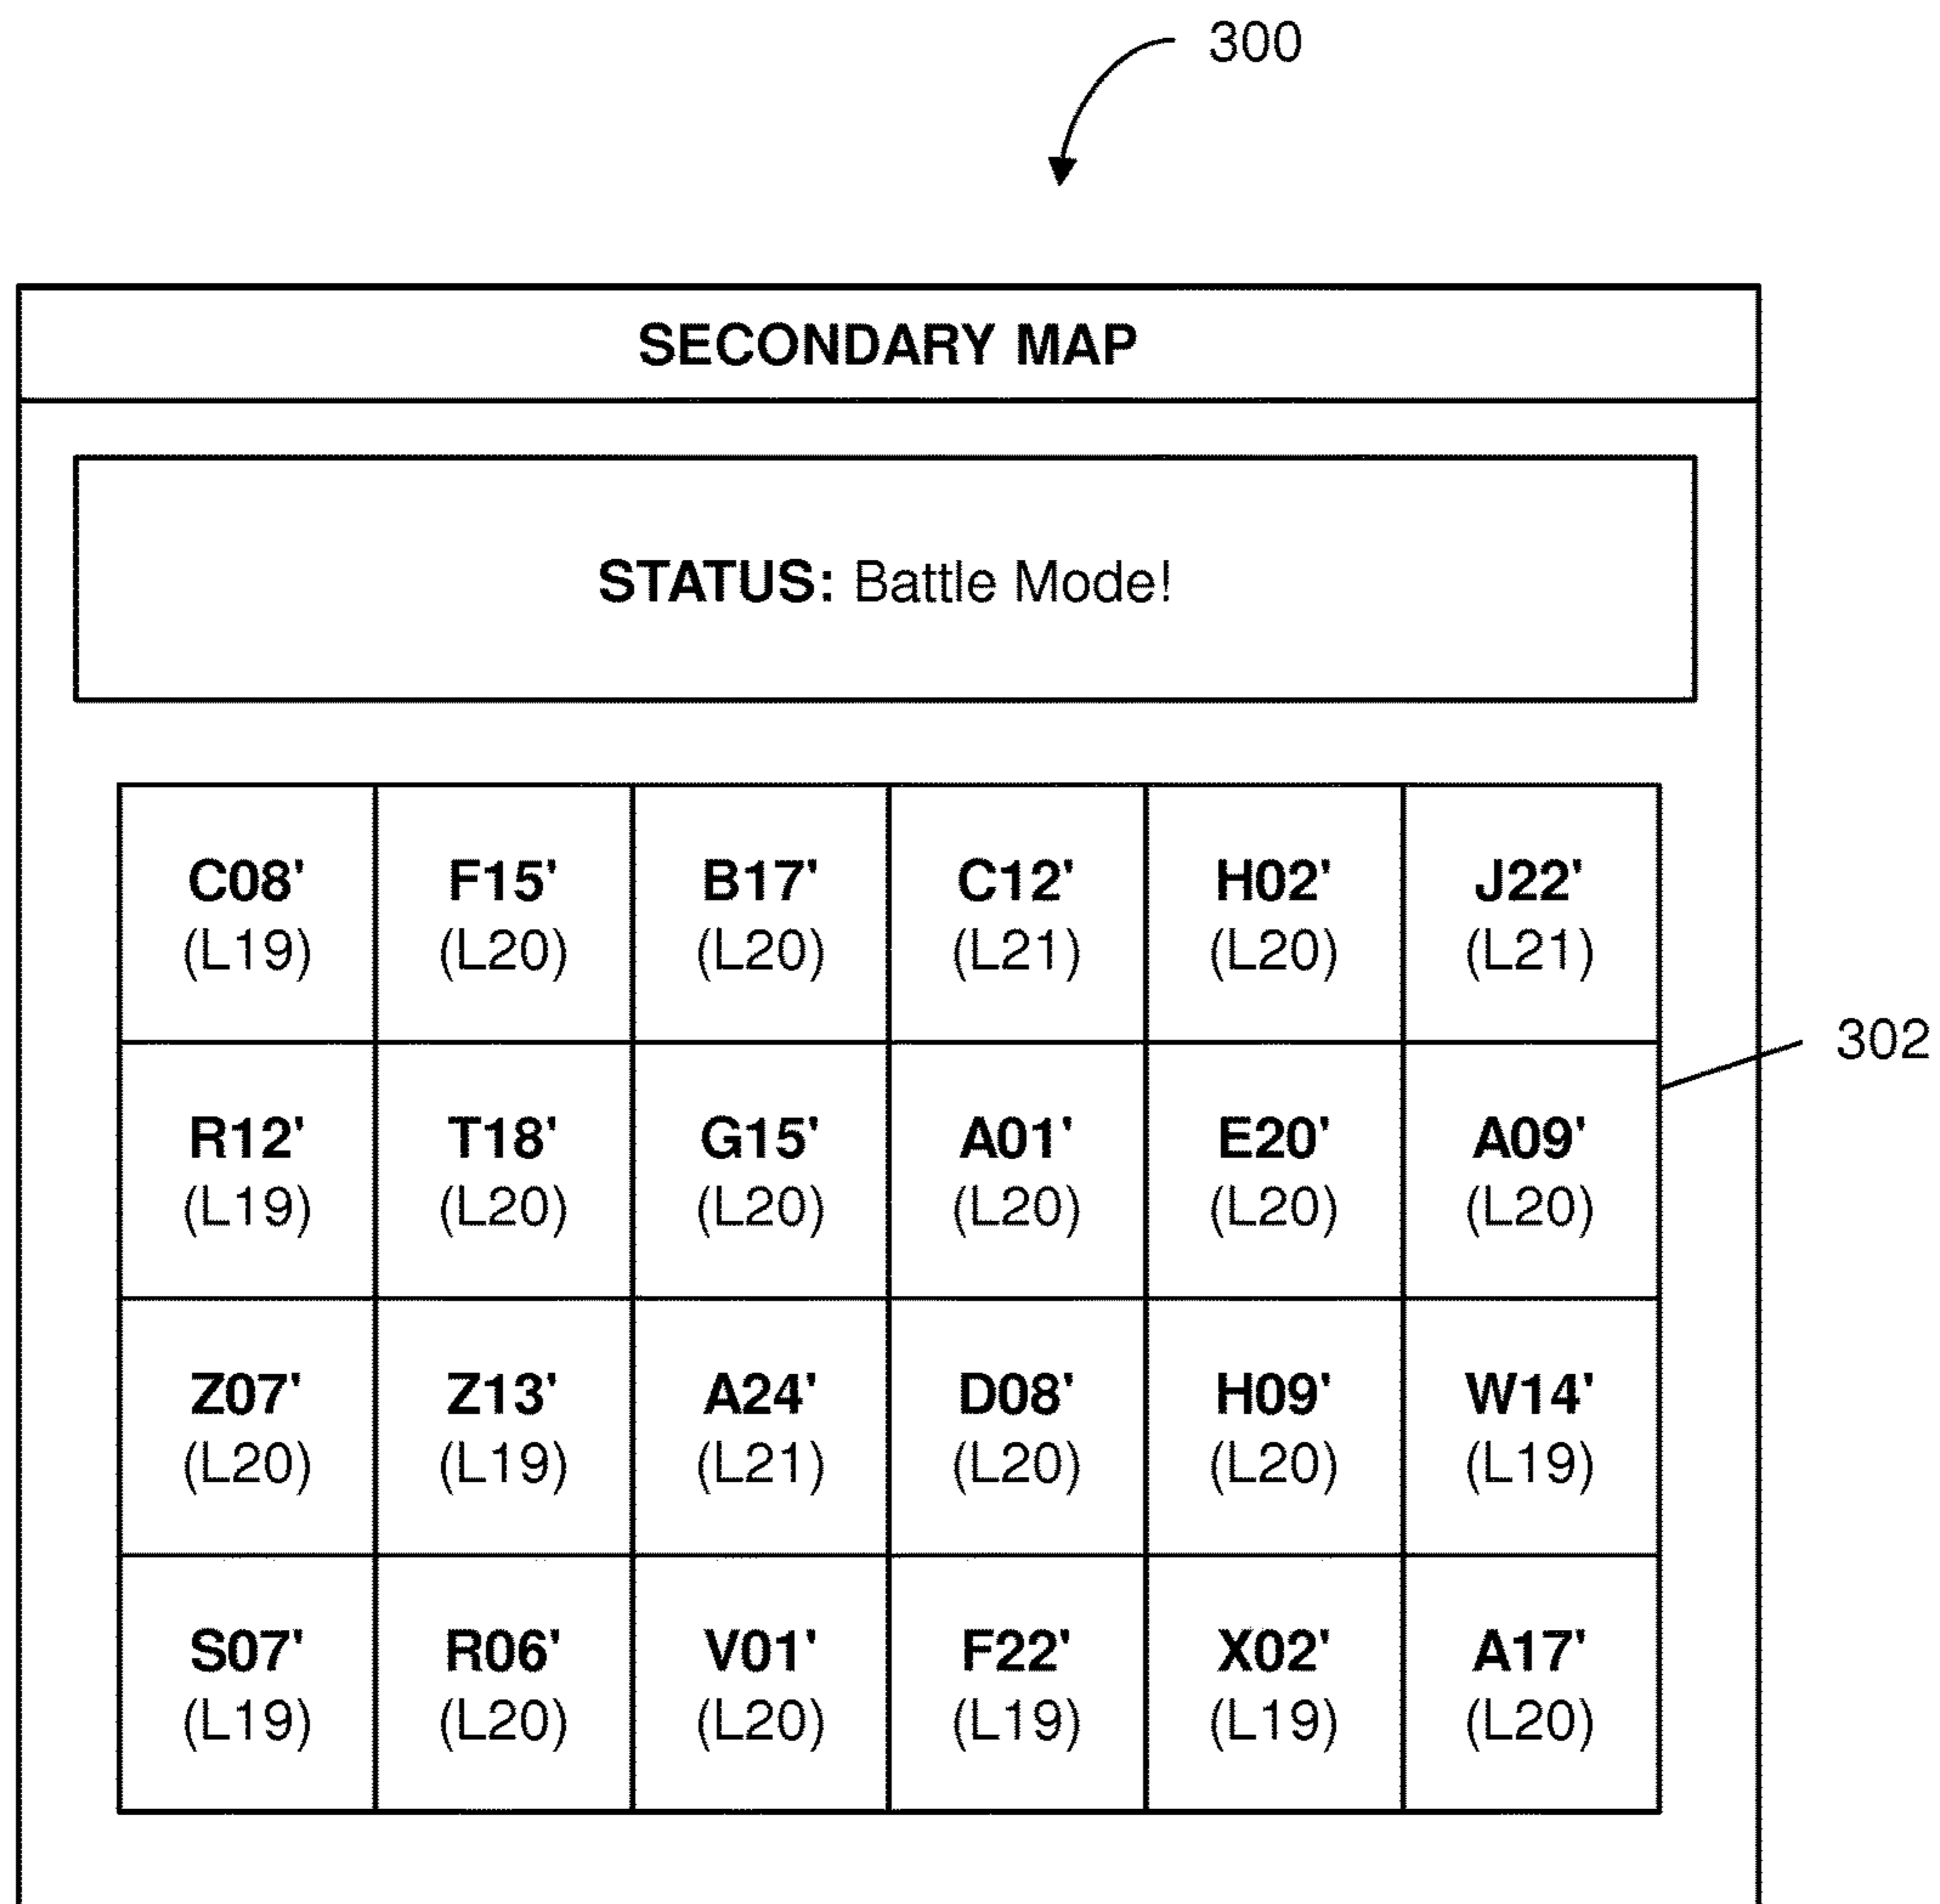 300
SECONDARY MAP
STATUS: Battle Mode!
C08' F15' B17' C12' H02' J22'
(L19) (L20) (L20) (L21) (L20) (L21)
302
R12' T18' G15' A01' E20' A09'
(L19) (L20) (L20) (L20) (L20) (L20)
Z07' Z13' A24' D08' H09' W14'
(L20) (L19) (L21) (L20) (L20) (L19)
S07' R06' V01' F22' X02' A17'
(L19) (L20) (L20) (L19) (L19) (L20)